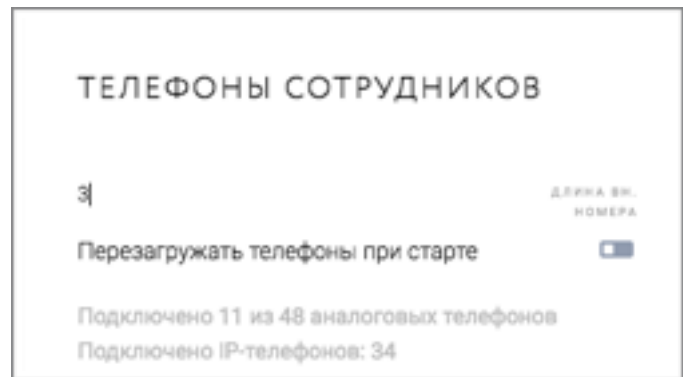 ТЕЛЕФОНЫ СОТРУДНИКОВ
3
ДЛИНА ВН.
НОМЕРА
Перезагружать телефоны при старте
Подключено 11 из 48 аналоговых телефонов
Подключено IP-телефонов: 34